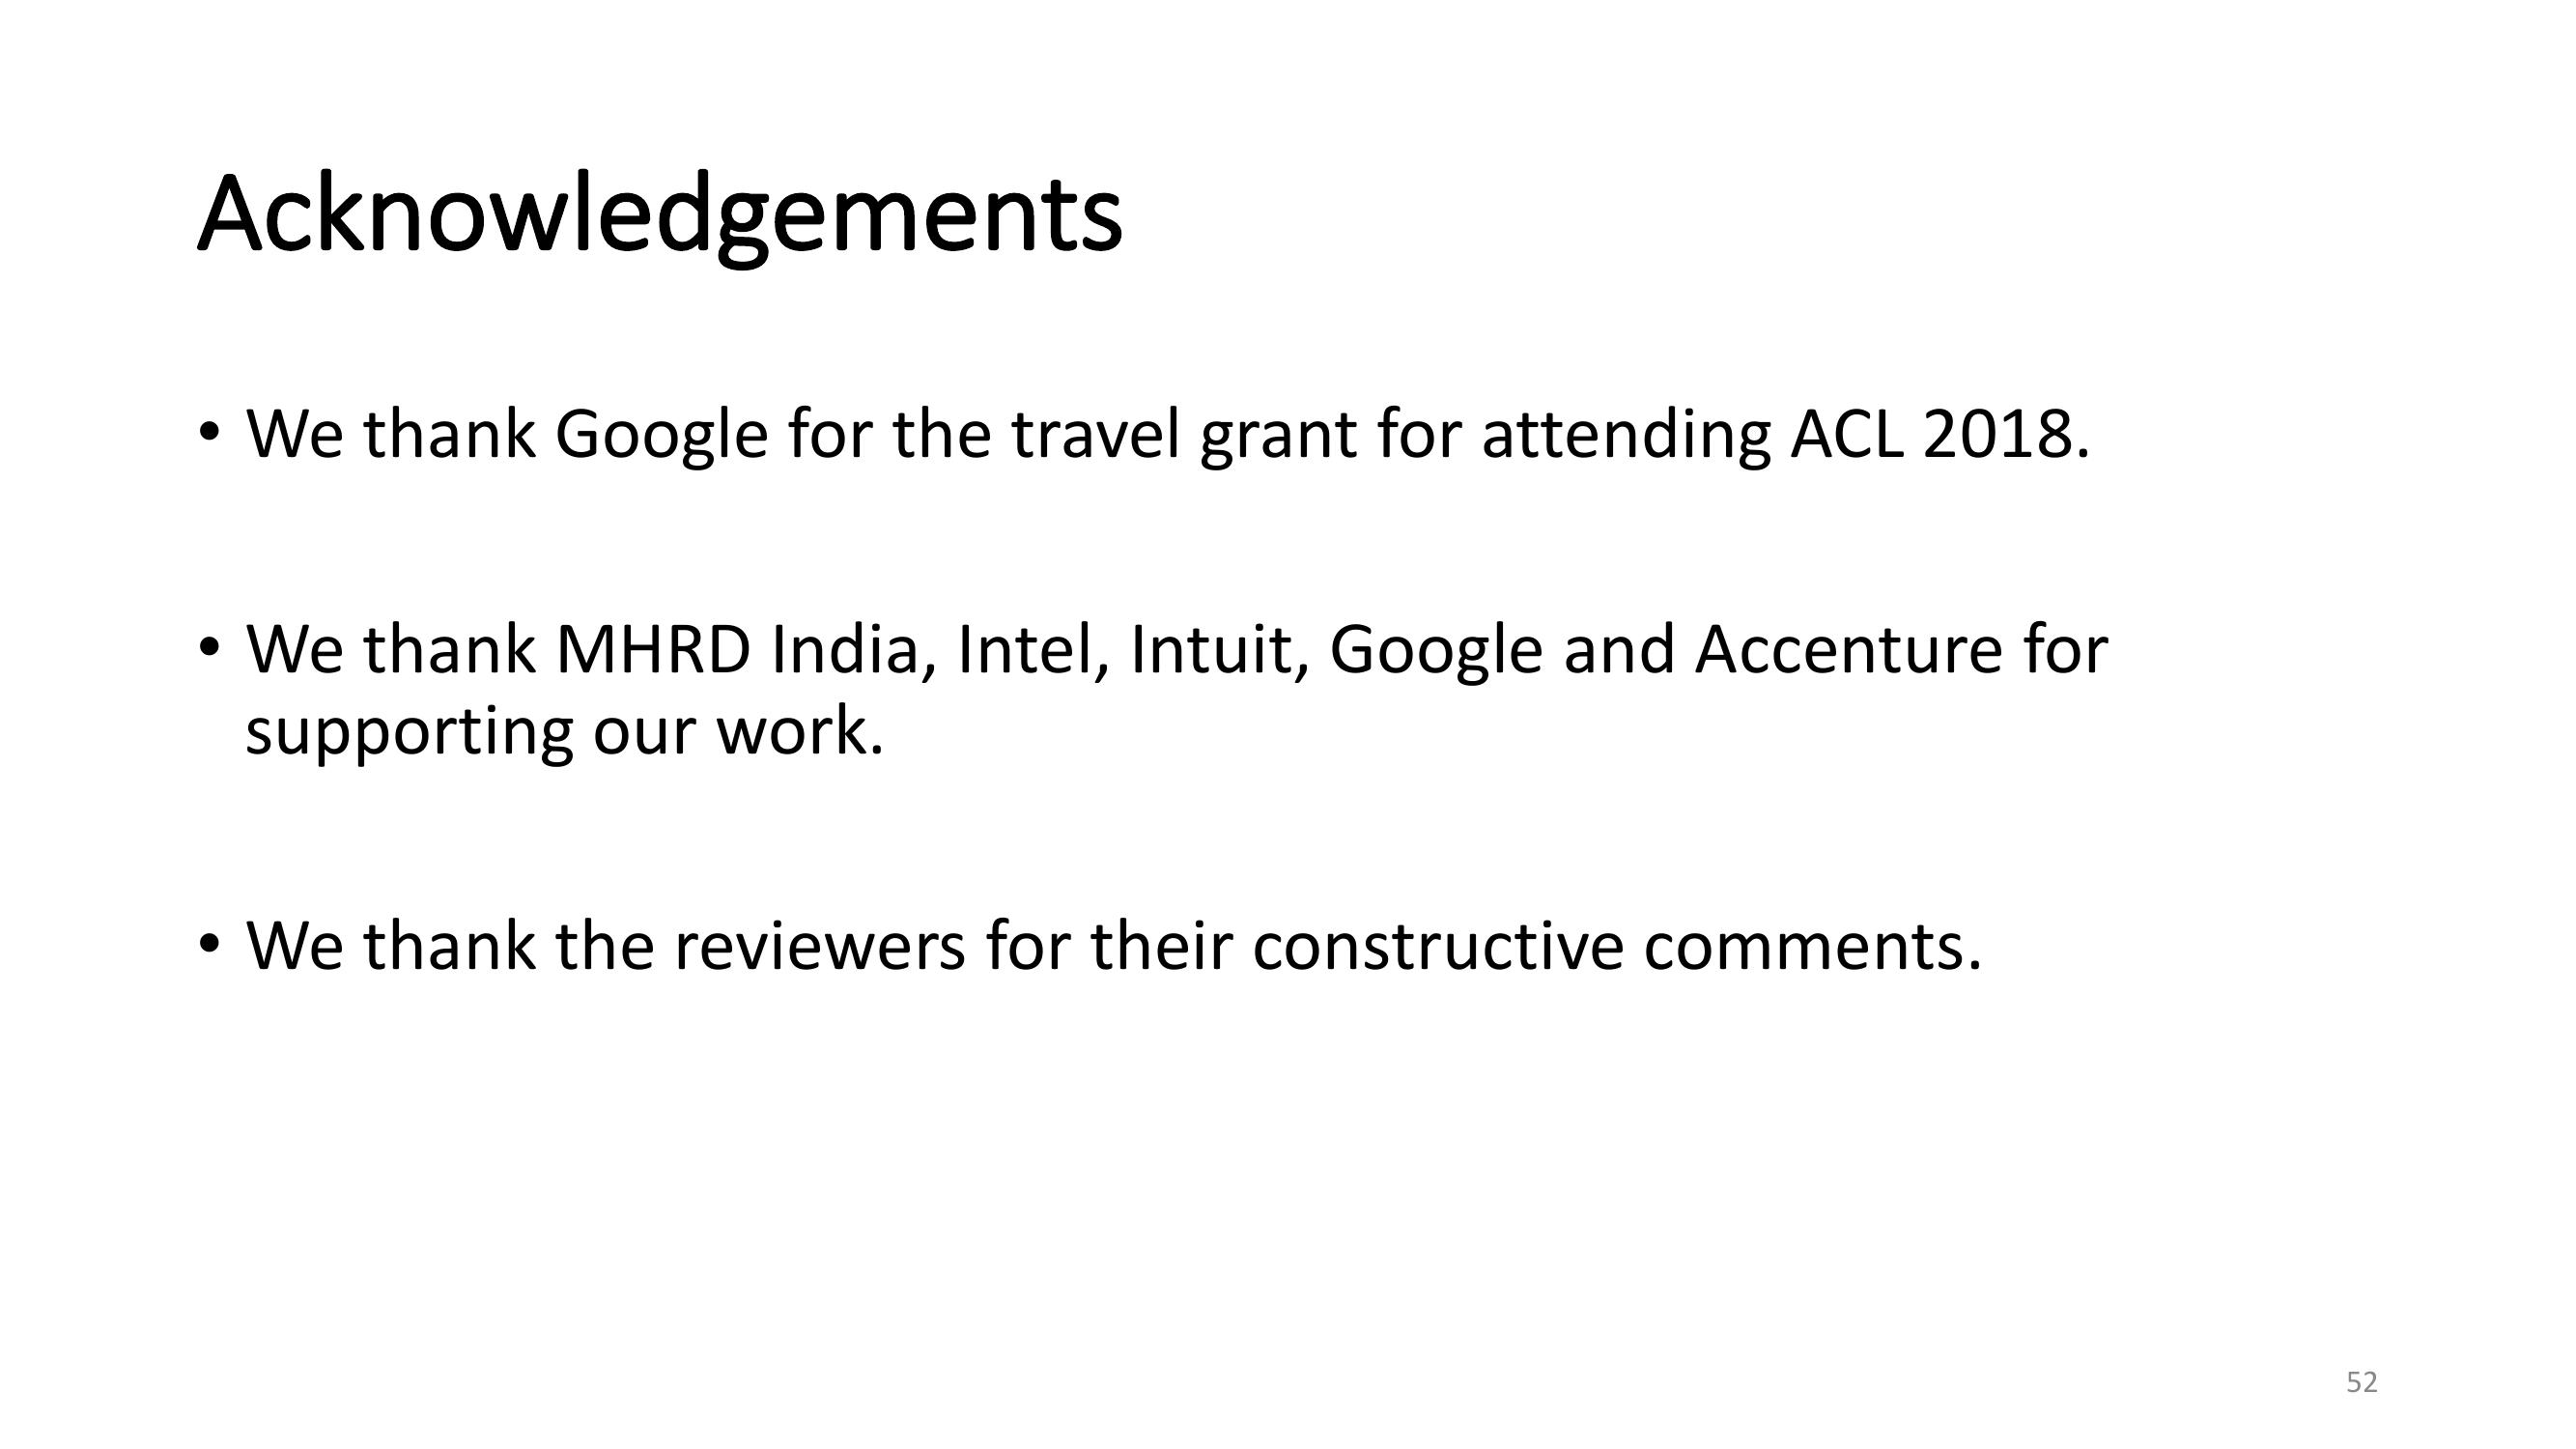 Acknowledgements
• We thank Google for the travel grant for attending ACL 2018.
• We thank MHRD India, Intel, Intuit, Google and Accenture for
supporting our work.
• We thank the reviewers for their constructive comments.
52